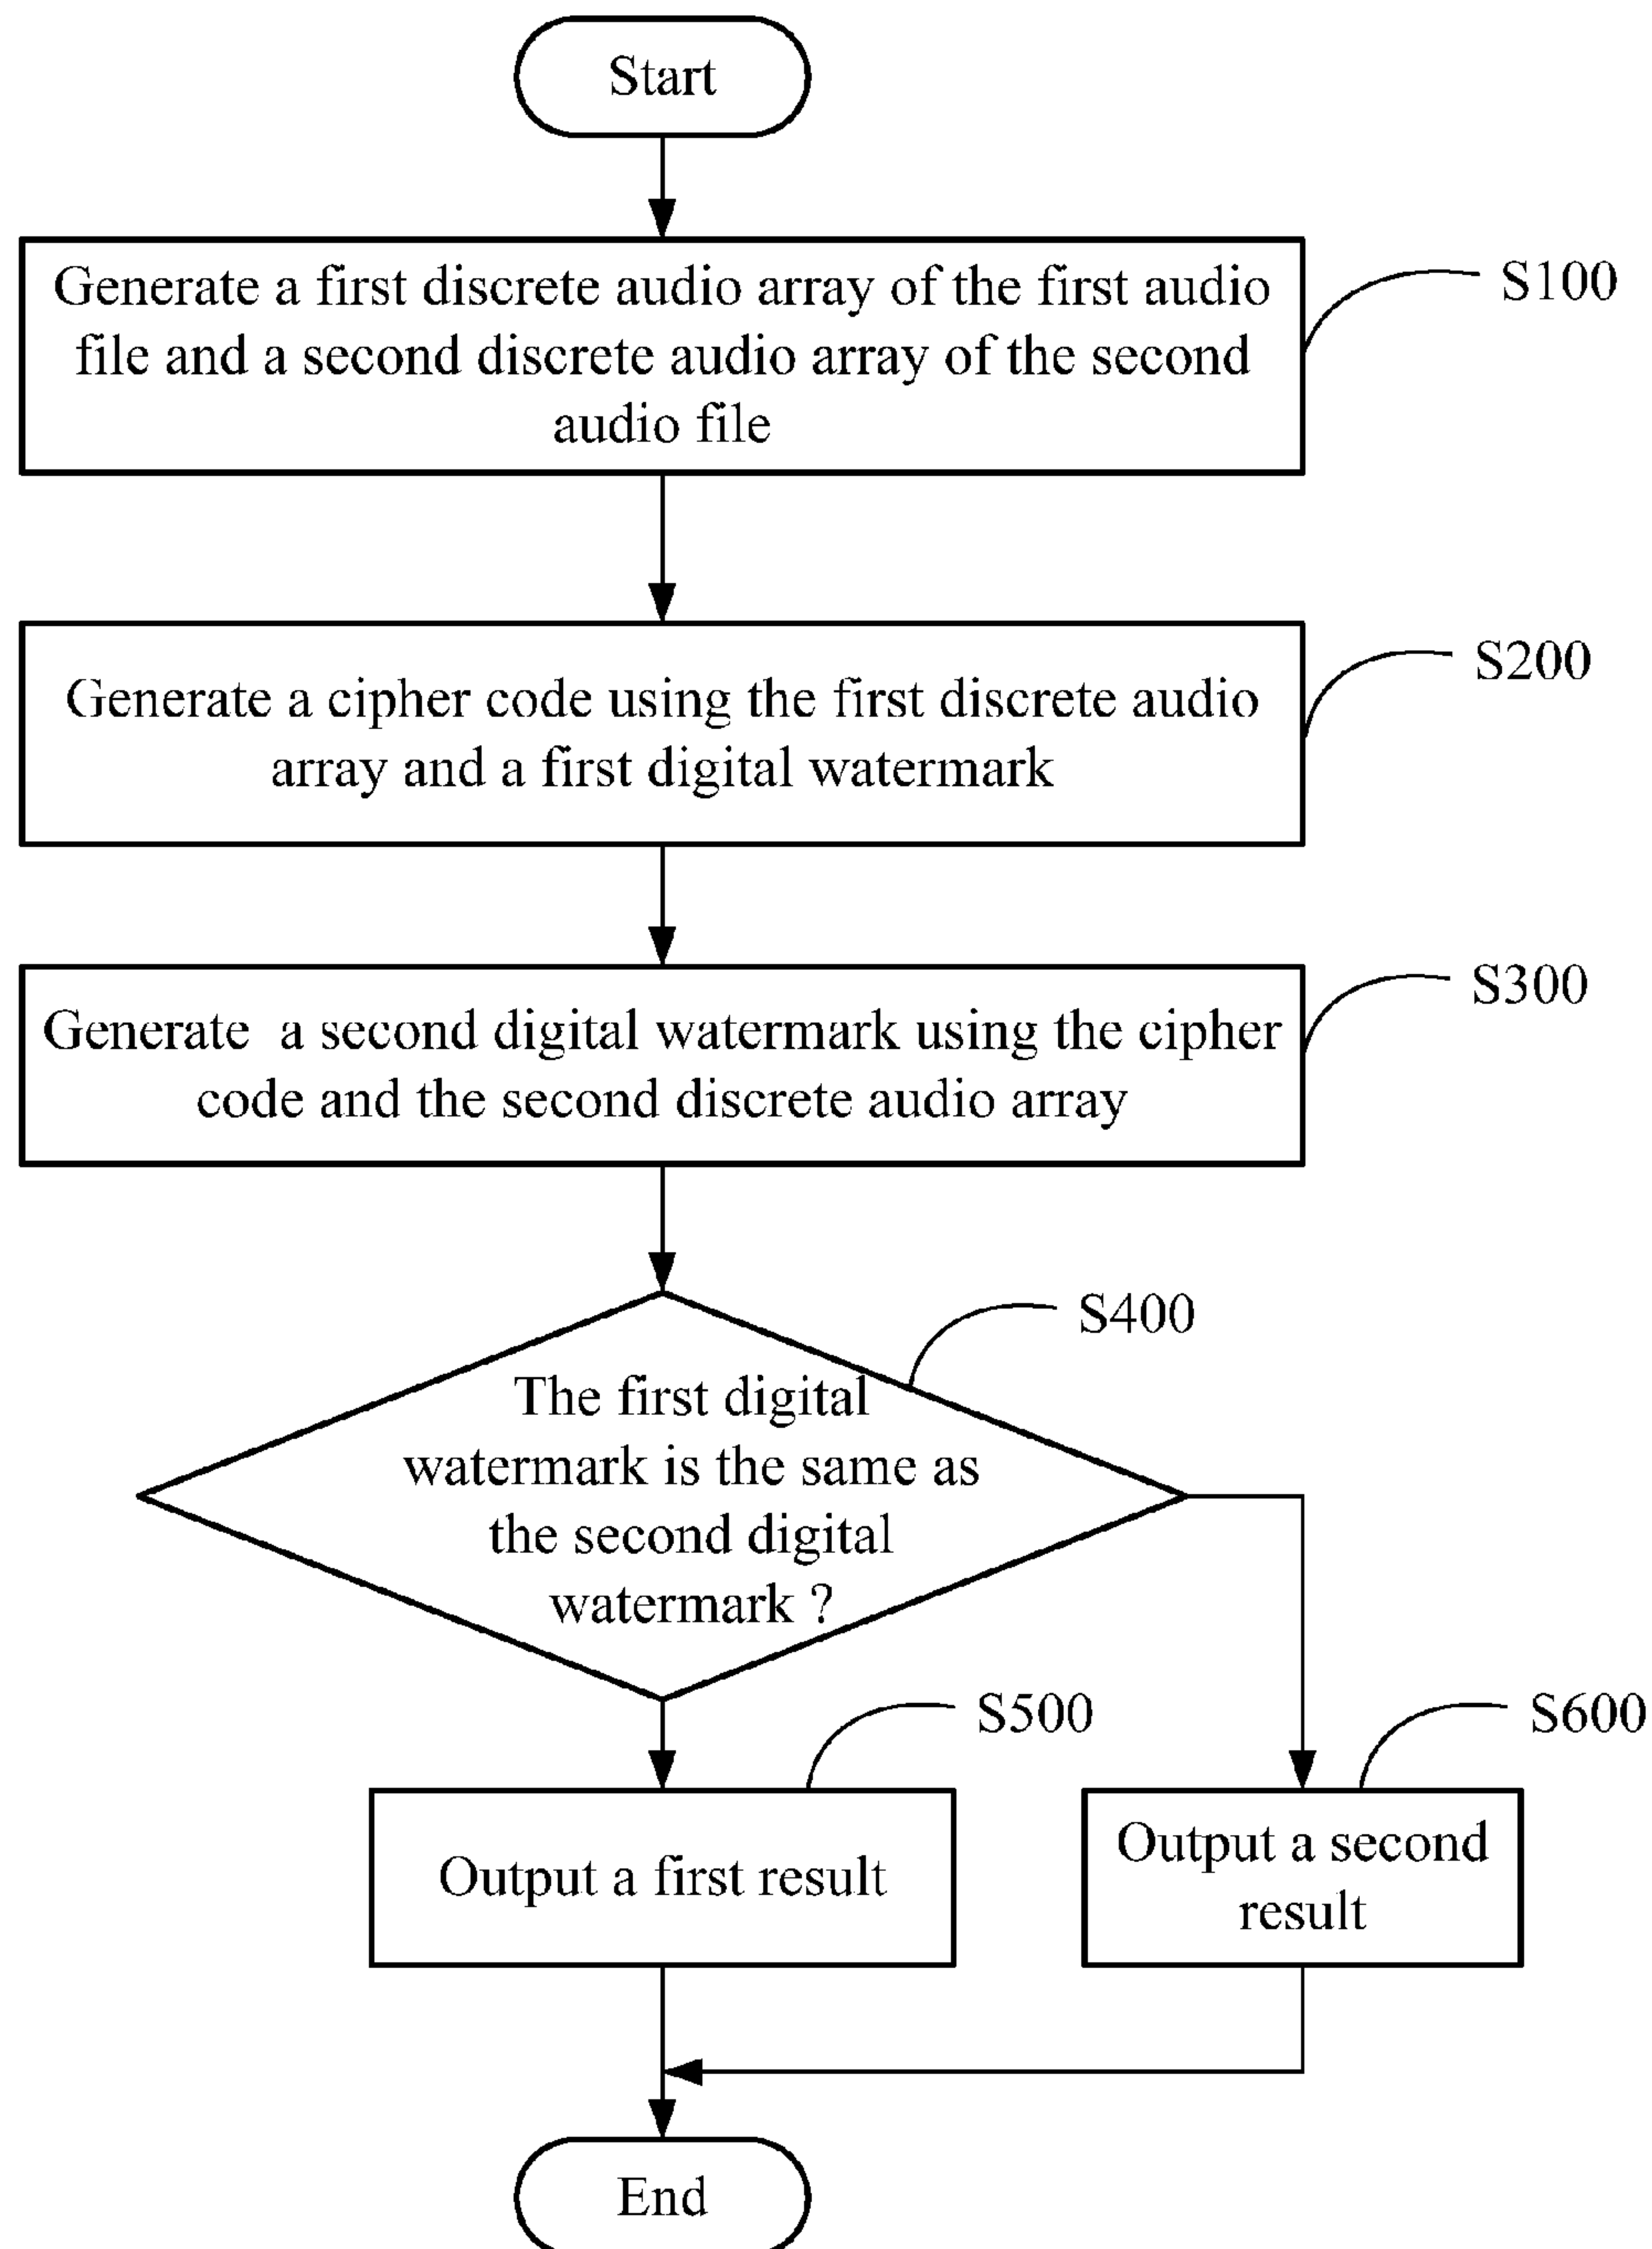 Start
Generate a first discrete audio array of the first audio
file and a second discrete audio array of the second
audio file
S100
Generate a cipher code using the first discrete audio
array and a first digital watermark
S200
Generate a second digital watermark using the cipher
code and the second discrete audio array
S300
The first digital
watermark is the same as
the second digital
watermark ?
S400
Output a first result
S500
Output a second
result
S600
End